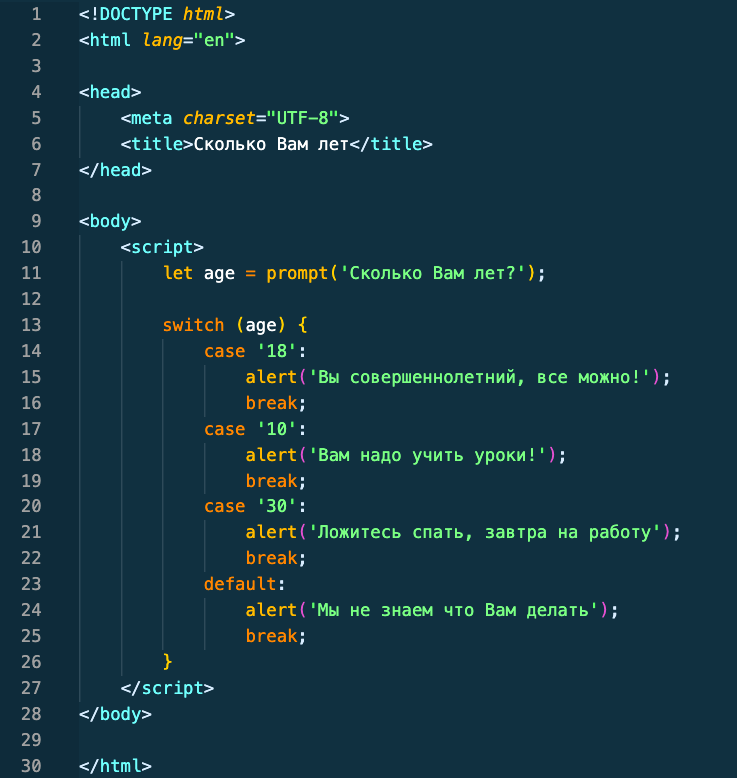 1 <!DOCTYPE html>
2 <html lang="en">
3
4 <head>
5 <meta charset="UTF-8">
6 <title>Сколько Вам лет</title>
7 </head>
8
9 <body>
10 <script>
11 let age = prompt('Сколько Вам лет?');
12
13 switch (age) {
14 case '18':
15 alert('Вы совершеннолетний, все можно!');
16 break;
17 case '10':
18 alert('Вам надо учить уроки!');
19 break;
20 case '30':
21 alert('Ложитесь спать, завтра на работу');
22 break;
23 default:
24 alert('Мы не знаем что Вам делать');
25 break;
26 }
27 </script>
28 </body>
29
30 </html>